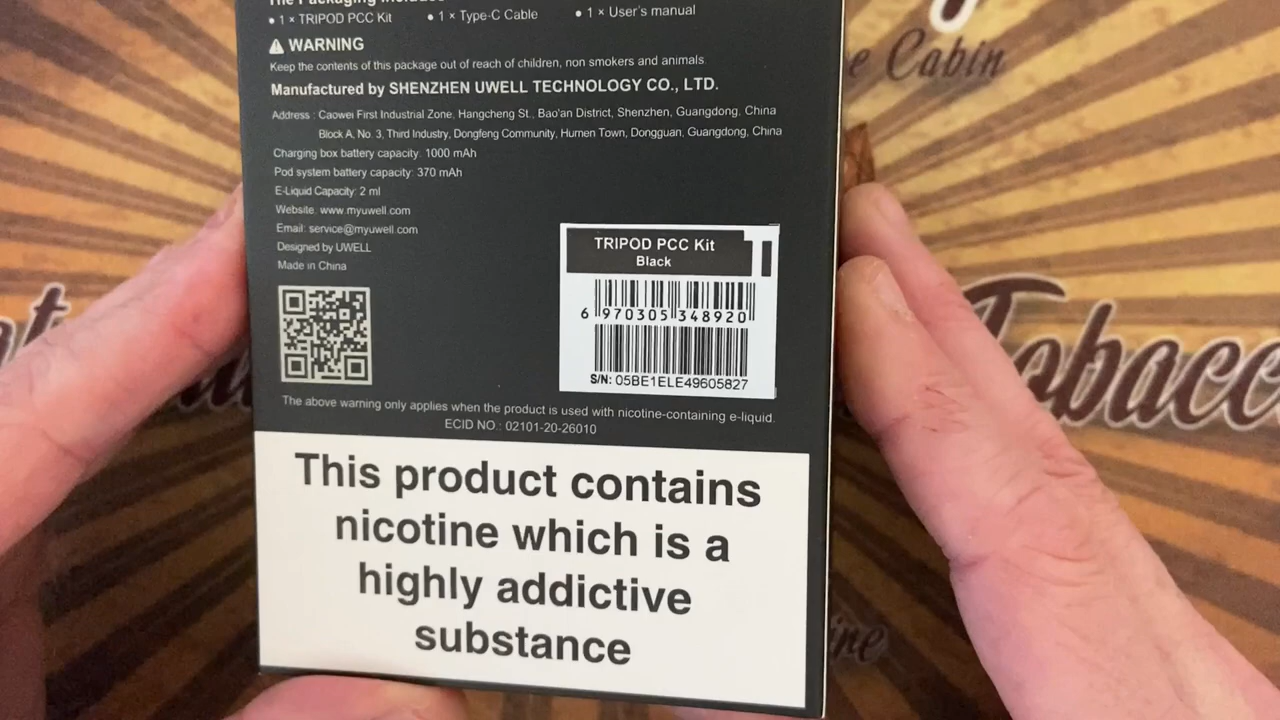 The Packaging Includes
• 1 × TRIPOD PCC Kit • 1 × Type-C Cable • 1 × User's manual
WARNING
Keep the contents of this package out of reach of children, non smokers and animals
Manufactured by SHENZHEN UWELL TECHNOLOGY CO., LTD.
Address : Caowei First Industrial Zone, Hangcheng St., Bao'an District, Shenzhen, Guangdong, China
Block A, No. 3, Third Industry, Dongfeng Community, Humen Town, Dongguan, Guangdong, China
Charging box battery capacity: 1000 mAh
Pod system battery capacity: 370 mAh
E-Liquid Capacity: 2 ml
Website: www.myuwell.com
Email: service@myuwell.com
Designed by UWELL
Made in China
TRIPOD PCC Kit
Black
6 970305 348920
S/N: 05BE1ELE49605827
The above warning only applies when the product is used with nicotine-containing e-liquid.
ECID NO.: 02101-20-26010
This product contains
nicotine which is a
highly addictive
substance
Cabin
Tobacc